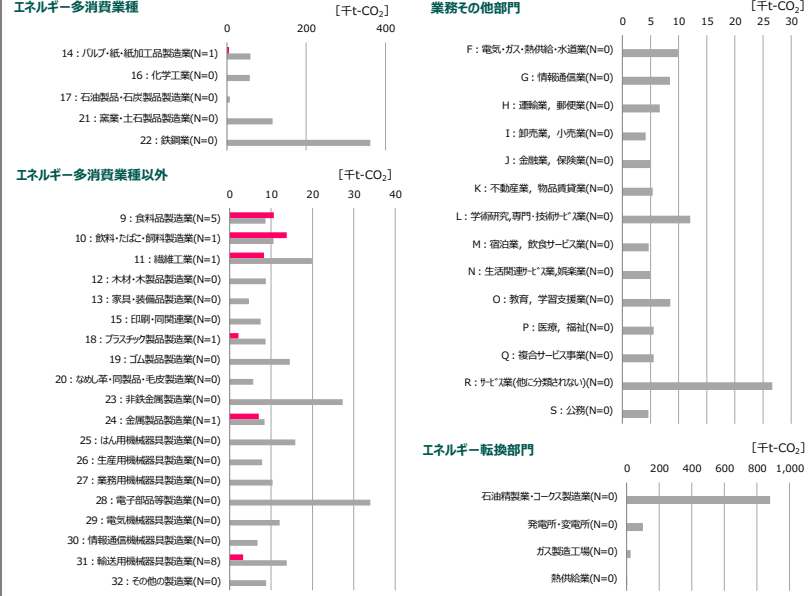 エネルギー多消費業種
[千t-CO₂]
0 200 400
14：パルプ・紙・紙加工品製造業(N=1)
16：化学工業(N=0)
17：石油製品・石炭製品製造業(N=0)
21：窯業・土石製品製造業(N=0)
22：鉄鋼業(N=0)
エネルギー多消費業種以外
[千t-CO₂]
0 10 20 30 40
9：食料品製造業(N=5)
10：飲料・たばこ・飼料製造業(N=1)
11：繊維工業(N=1)
12：木材・木製品製造業(N=0)
13：家具・装備品製造業(N=0)
15：印刷・同関連業(N=0)
18：プラスチック製品製造業(N=1)
19：ゴム製品製造業(N=0)
20：なめし革・同製品・毛皮製造業(N=0)
23：非鉄金属製造業(N=0)
24：金属製品製造業(N=1)
25：はん用機械器具製造業(N=0)
26：生産用機械器具製造業(N=0)
27：業務用機械器具製造業(N=0)
28：電子部品等製造業(N=0)
29：電気機械器具製造業(N=0)
30：情報通信機械器具製造業(N=0)
31：輸送用機械器具製造業(N=8)
32：その他の製造業(N=0)
業務その他部門
[千t-CO₂]
0 5 10 15 20 25 30
F：電気・ガス・熱供給・水道業(N=0)
G：情報通信業(N=0)
H：運輸業，郵便業(N=0)
I：卸売業，小売業(N=0)
J：金融業，保険業(N=0)
K：不動産業，物品賃貸業(N=0)
L：学術研究,専門・技術サービス業(N=0)
M：宿泊業，飲食サービス業(N=0)
N：生活関連サービス業,娯楽業(N=0)
O：教育，学習支援業(N=0)
P：医療，福祉(N=0)
Q：複合サービス事業(N=0)
R：サービス業(他に分類されない)(N=0)
S：公務(N=0)
エネルギー転換部門
[千t-CO₂]
0 200 400 600 800 1,000
石油精製業・コークス製造業(N=0)
発電所・変電所(N=0)
ガス製造工場(N=0)
熱供給業(N=0)